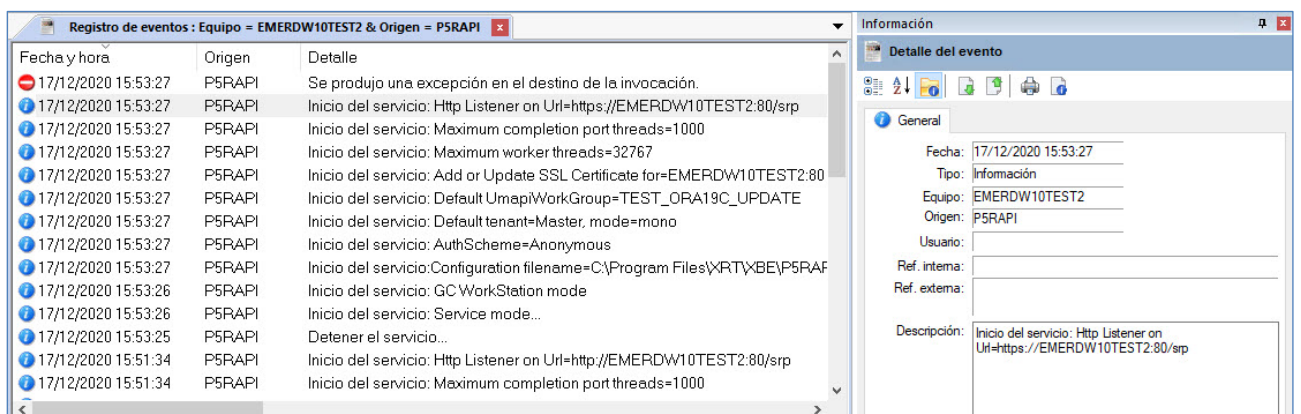 Registro de eventos : Equipo = EMERDW10TEST2 & Origen = P5RAPI
Fecha y hora Origen Detalle
17/12/2020 15:53:27 P5RAPI Se produjo una excepción en el destino de la invocación.
17/12/2020 15:53:27 P5RAPI Inicio del servicio: Http Listener on Url=https://EMERDW10TEST2:80/srp
17/12/2020 15:53:27 P5RAPI Inicio del servicio: Maximum completion port threads=1000
17/12/2020 15:53:27 P5RAPI Inicio del servicio: Maximum worker threads=32767
17/12/2020 15:53:27 P5RAPI Inicio del servicio: Add or Update SSL Certificate for=EMERDW10TEST2:80
17/12/2020 15:53:27 P5RAPI Inicio del servicio: Default UmapiWorkGroup=TEST_ORA19C_UPDATE
17/12/2020 15:53:27 P5RAPI Inicio del servicio: Default tenant=Master, mode=mono
17/12/2020 15:53:27 P5RAPI Inicio del servicio: AuthScheme=Anonymous
17/12/2020 15:53:27 P5RAPI Inicio del servicio:Configuration filename=C:\Program Files\XRT\XBE\P5RAP
17/12/2020 15:53:26 P5RAPI Inicio del servicio: GC WorkStation mode
17/12/2020 15:53:26 P5RAPI Inicio del servicio: Service mode...
17/12/2020 15:53:25 P5RAPI Detener el servicio...
17/12/2020 15:51:34 P5RAPI Inicio del servicio: Http Listener on Url=http://EMERDW10TEST2:80/srp
17/12/2020 15:51:34 P5RAPI Inicio del servicio: Maximum completion port threads=1000
Información
Detalle del evento
General
Fecha: 17/12/2020 15:53:27
Tipo: Información
Equipo: EMERDW10TEST2
Origen: P5RAPI
Usuario:
Ref. interna:
Ref. externa:
Descripción: Inicio del servicio: Http Listener on
Url=https://EMERDW10TEST2:80/srp